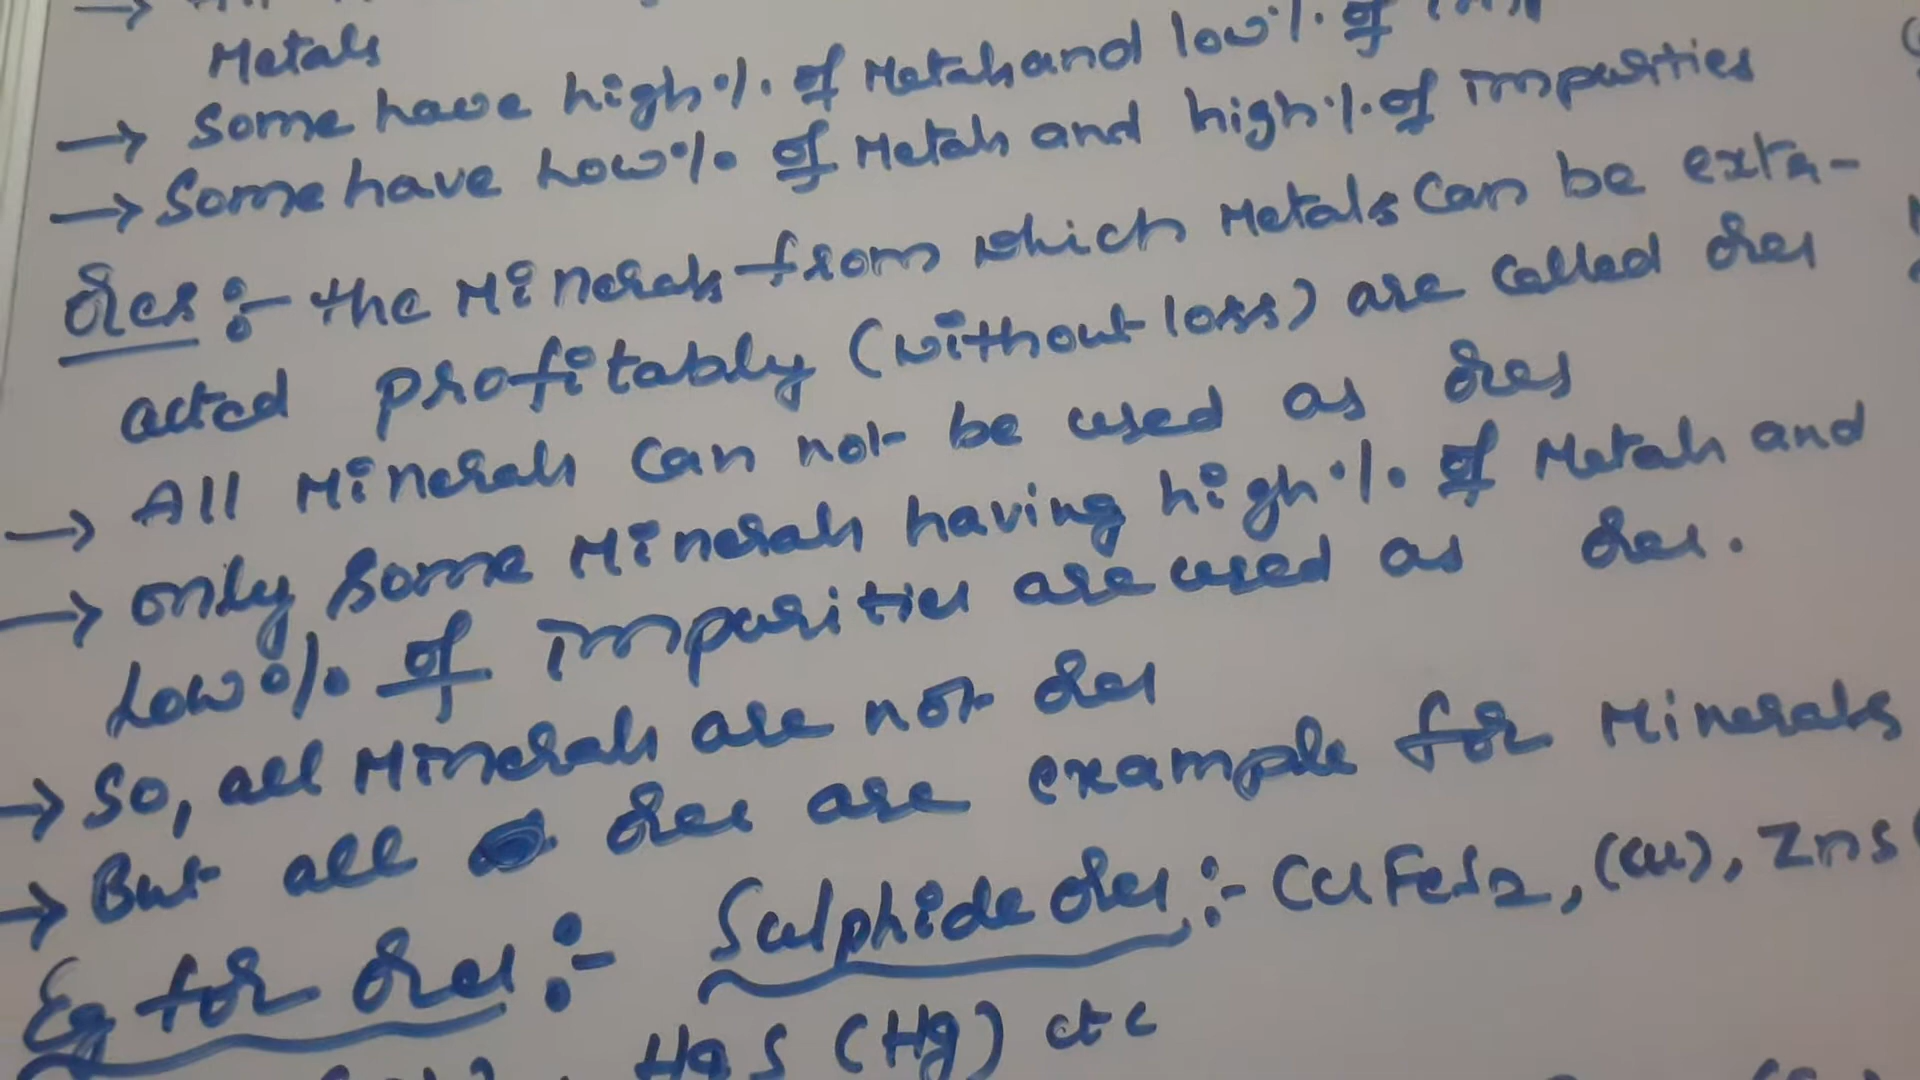 Metals
→ Some have high % of Metals and low % of
→ Some have Low % of Metals and high % of impurities
Ores :- the Minerals from which Metals Can be extr-
acted profitably (without loss) are called Ores
→ All Minerals Can not be used as Ores
→ only Some Minerals having high % of Metals and
Low % of impurities are used as Ores.
→ So, all Minerals are not Ores
→ But all Ores are example for Minerals
Eg for Ores :- Sulphide Ores :- CuFeS2, (Cu), ZnS
HgS (Hg) etc